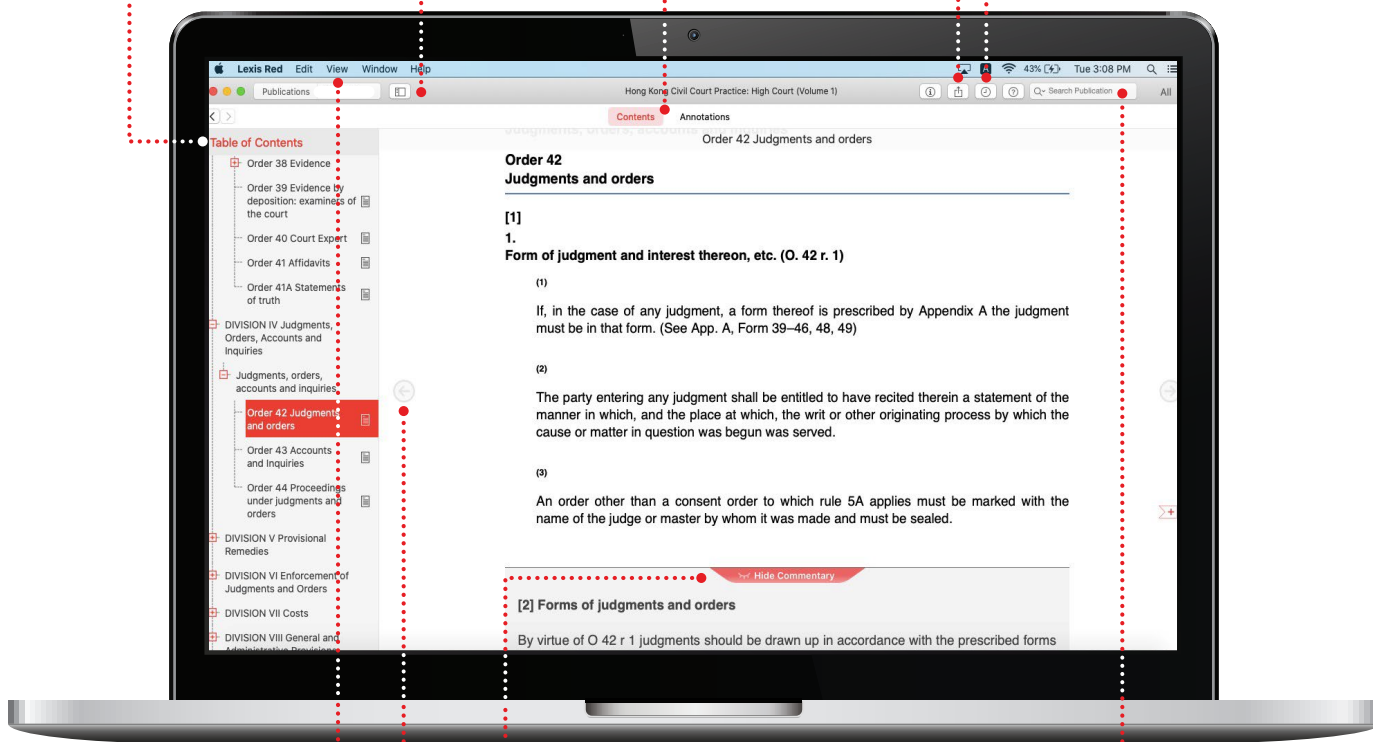 Lexis Red Edit View Window Help
43% Tue 3:08 PM
Publications
Hong Kong Civil Court Practice: High Court (Volume 1)
Search Publication
All
Contents Annotations
Table of Contents
Order 38 Evidence
Order 39 Evidence by
deposition: examiners of
the court
Order 40 Court Expert
Order 41 Affidavits
Order 41A Statements
of truth
DIVISION IV Judgments,
Orders, Accounts and
Inquiries
Judgments, orders,
accounts and inquiries
Order 42 Judgments
and orders
Order 43 Accounts
and Inquiries
Order 44 Proceedings
under judgments and
orders
DIVISION V Provisional
Remedies
DIVISION VI Enforcement of
Judgments and Orders
DIVISION VII Costs
DIVISION VIII General and
Administrative Provisions
Judgments, orders, accounts and inquiries
Order 42 Judgments and orders
Order 42
Judgments and orders
[1]
1.
Form of judgment and interest thereon, etc. (O. 42 r. 1)
(1)
If, in the case of any judgment, a form thereof is prescribed by Appendix A the judgment
must be in that form. (See App. A, Form 39–46, 48, 49)
(2)
The party entering any judgment shall be entitled to have recited therein a statement of the
manner in which, and the place at which, the writ or other originating process by which the
cause or matter in question was begun was served.
(3)
An order other than a consent order to which rule 5A applies must be marked with the
name of the judge or master by whom it was made and must be sealed.
Hide Commentary
[2] Forms of judgments and orders
By virtue of O 42 r 1 judgments should be drawn up in accordance with the prescribed forms